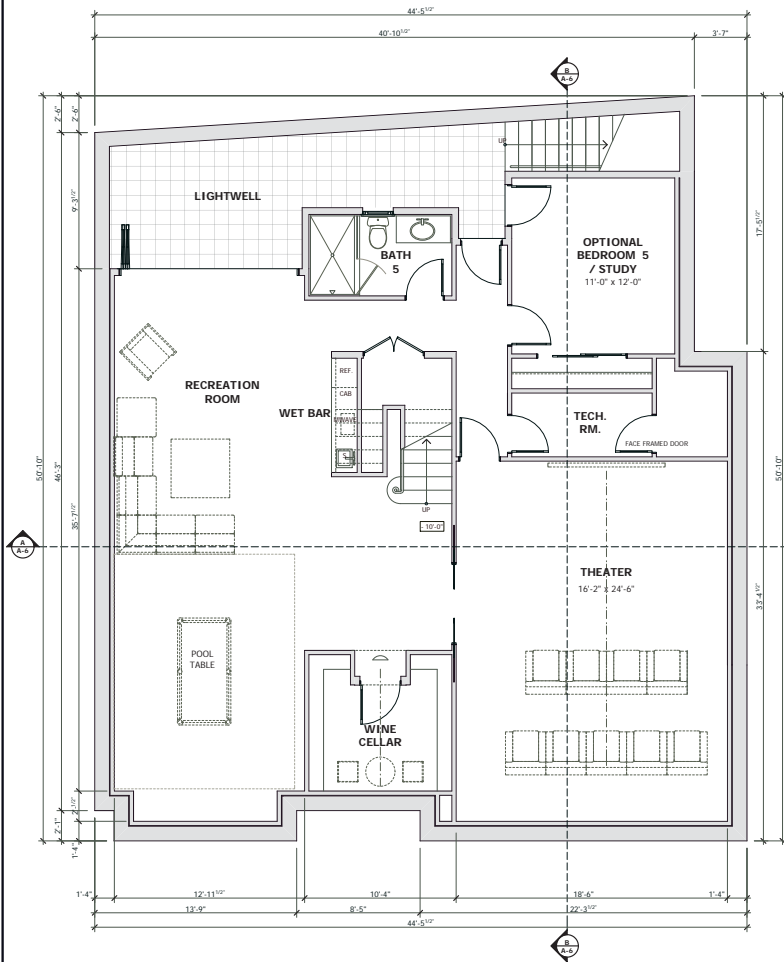 44'-5 1/2"
40'-10 1/2"
3'-7"
B
A-6
2'-6"
2'-6"
UP
LIGHTWELL
9'-3 1/2"
17'-5 1/2"
BATH
5
OPTIONAL
BEDROOM 5
/ STUDY
11'-0" x 12'-0"
REF.
CAB
RECREATION
ROOM
WET BAR
TECH.
RM.
FACE FRAMED DOOR
S
50'-10"
46'-3"
35'-7 1/2"
50'-10"
UP
- 10'-0"
A
A-6
THEATER
16'-2" x 24'-6"
33'-4 1/2"
POOL
TABLE
WINE
CELLAR
2'-1"
1'-4"
1'-4"
12'-11 1/2"
10'-4"
18'-6"
1'-4"
13'-9"
8'-5"
22'-3 1/2"
44'-5 1/2"
B
A-6